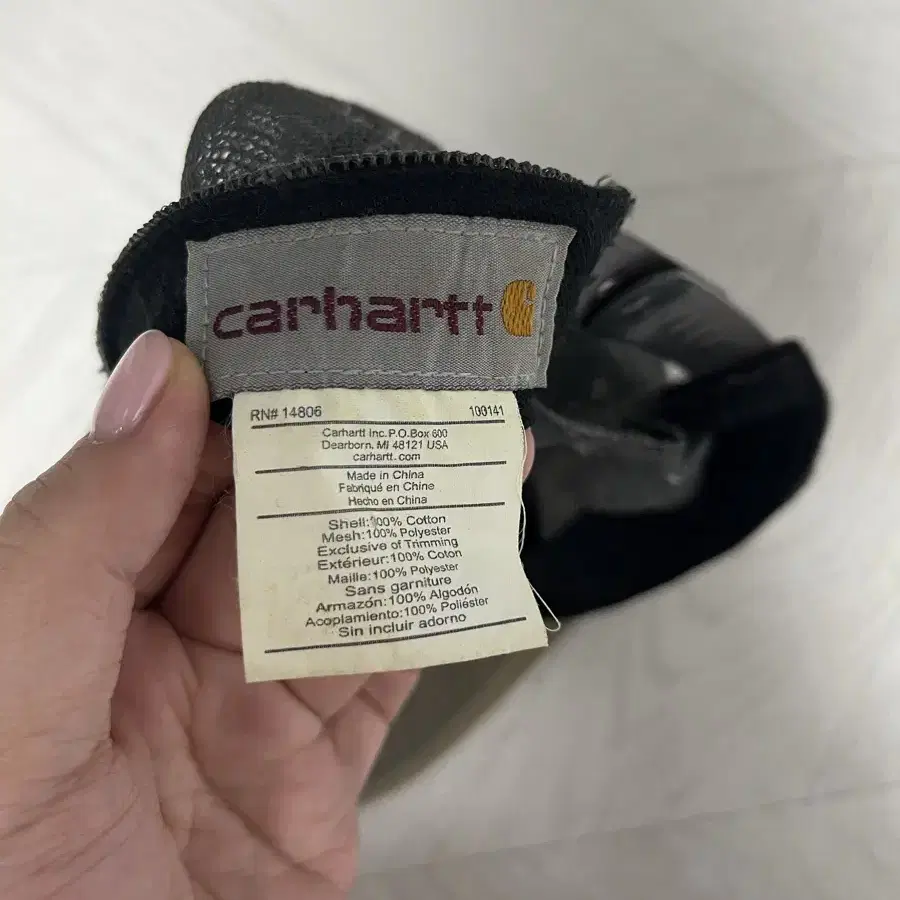 carhartt
RN# 14806 100141
Carhartt Inc.P.O.Box 600
Dearborn, MI 48121 USA
carhartt.com
Made in China
Fabriqué en Chine
Hecho en China
Shell:100% Cotton
Mesh:100% Polyester
Exclusive of Trimming
Extérieur:100% Coton
Maille:100% Polyester
Sans garniture
Armazón:100% Algodón
Acoplamiento:100% Poliéster
Sin incluir adorno